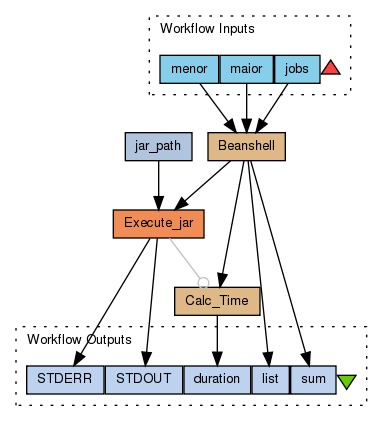 Workflow Inputs
menor maior jobs
jar_path Beanshell
Execute_jar
Calc_Time
Workflow Outputs
STDERR STDOUT duration list sum